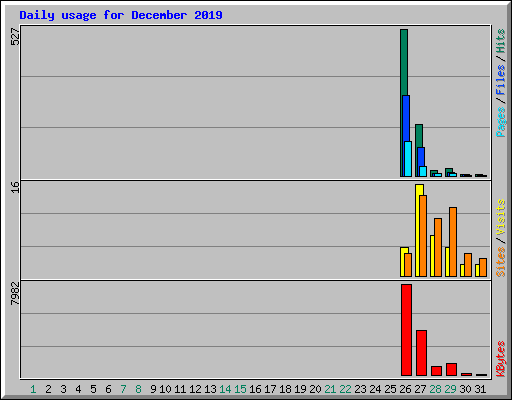 Daily usage for December 2019
527
Pages / Files / Hits
16
Sites / Visits
7982
KBytes
1 2 3 4 5 6 7 8 9 10 11 12 13 14 15 16 17 18 19 20 21 22 23 24 25 26 27 28 29 30 31